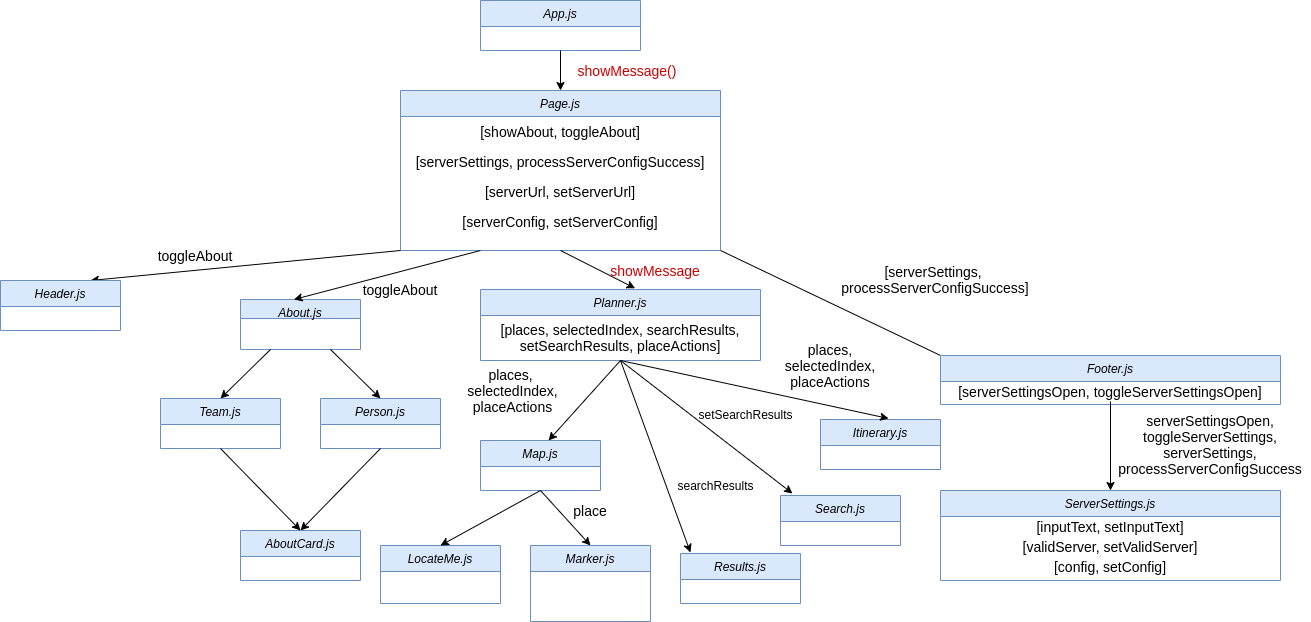 App.js
showMessage()
Page.js
[showAbout, toggleAbout]
[serverSettings, processServerConfigSuccess]
[serverUrl, setServerUrl]
[serverConfig, setServerConfig]
toggleAbout
toggleAbout
showMessage
[serverSettings,
processServerConfigSuccess]
Header.js
About.js
Planner.js
[places, selectedIndex, searchResults,
setSearchResults, placeActions]
places,
selectedIndex,
placeActions
Footer.js
[serverSettingsOpen, toggleServerSettingsOpen]
places,
selectedIndex,
placeActions
Team.js
Person.js
setSearchResults
Itinerary.js
serverSettingsOpen,
toggleServerSettings,
serverSettings,
processServerConfigSuccess
Map.js
searchResults
place
Search.js
ServerSettings.js
[inputText, setInputText]
[validServer, setValidServer]
[config, setConfig]
AboutCard.js
LocateMe.js
Marker.js
Results.js